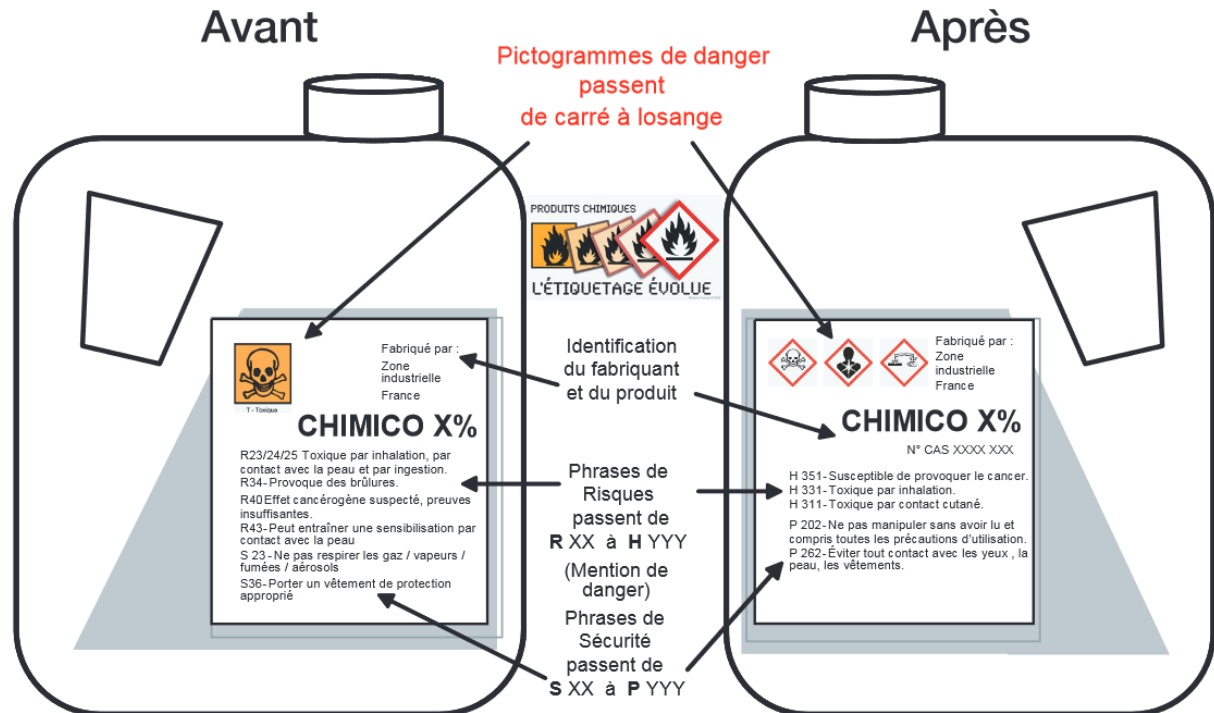 Avant
Après
Pictogrammes de danger
passent
de carré à losange
PRODUITS CHIMIQUES
L'ÉTIQUETAGE ÉVOLUE
T - Toxique
Fabriqué par :
Zone
industrielle
France
CHIMICO X%
R23/24/25 Toxique par inhalation, par
contact avec la peau et par ingestion.
R34- Provoque des brûlures.
R40 Effet cancérogène suspecté, preuves
insuffisantes.
R43- Peut entraîner une sensibilisation par
contact avec la peau
S 23 - Ne pas respirer les gaz / vapeurs /
fumées / aérosols
S36- Porter un vêtement de protection
approprié
Identification
du fabriquant
et du produit
Phrases de
Risques
passent de
R XX à H YYY
(Mention de
danger)
Phrases de
Sécurité
passent de
S XX à P YYY
Fabriqué par :
Zone
industrielle
France
CHIMICO X%
N° CAS XXXX XXX
H 351- Susceptible de provoquer le cancer.
H 331- Toxique par inhalation.
H 311- Toxique par contact cutané.
P 202- Ne pas manipuler sans avoir lu et
compris toutes les précautions d'utilisation.
P 262- Éviter tout contact avec les yeux , la
peau, les vêtements.